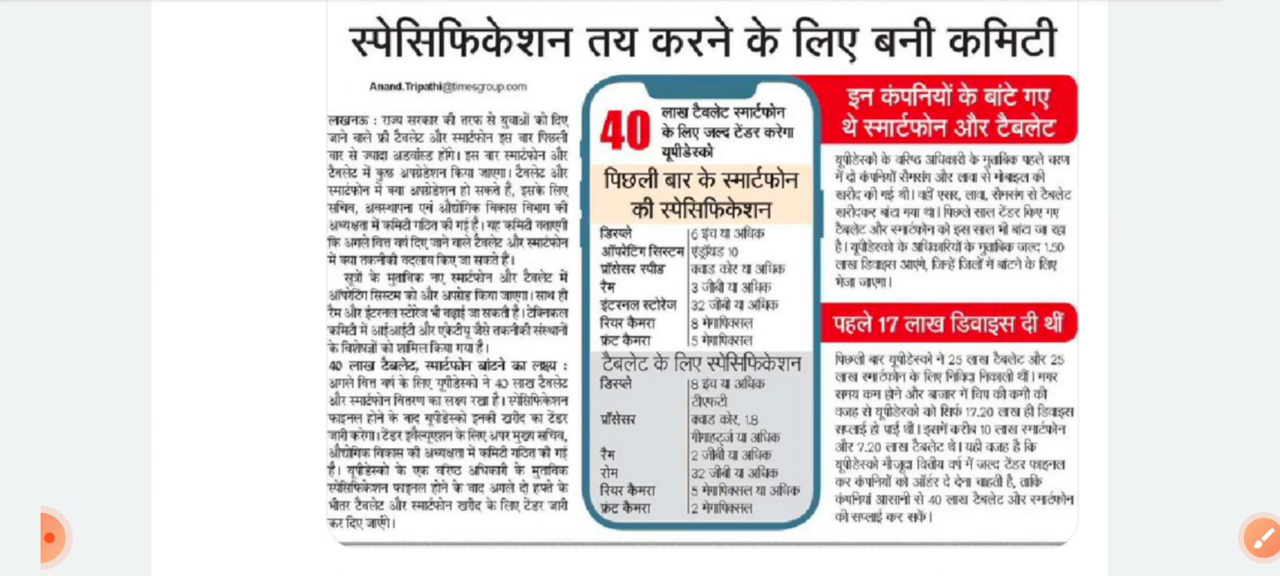 स्पेसिफिकेशन तय करने के लिए बनी कमिटी
Anand.Tripathi@timesgroup.com
लखनऊ : राज्य सरकार की तरफ से युवाओं को दिए
जाने वाले फ्री टैबलेट और स्मार्टफोन इस बार पिछली
बार से ज्यादा अडवांस्ड होंगे। इस बार स्मार्टफोन और
टैबलेट में कुछ अपग्रेडेशन किया जाएगा। टैबलेट और
स्मार्टफोन में क्या अपग्रेडेशन हो सकते हैं, इसके लिए
सचिव, अवस्थापना एवं औद्योगिक विकास विभाग की
अध्यक्षता में कमिटी गठित की गई है। यह कमिटी बताएगी
कि अगले वित्त वर्ष दिए जाने वाले टैबलेट और स्मार्टफोन
में क्या तकनीकी बदलाव किए जा सकते हैं।
सूत्रों के मुताबिक नए स्मार्टफोन और टैबलेट में
ऑपरेटिंग सिस्टम को और अपग्रेड किया जाएगा। साथ ही
रैम और इंटरनल स्टोरेज भी बढ़ाई जा सकती है। टेक्निकल
कमिटी में आईआईटी और एकेटीयू जैसे तकनीकी संस्थानों
के विशेषज्ञों को शामिल किया गया है।
40 लाख टैबलेट, स्मार्टफोन बांटने का लक्ष्य :
अगले वित्त वर्ष के लिए यूपीडेस्को ने 40 लाख टैबलेट
और स्मार्टफोन वितरण का लक्ष्य रखा है। स्पेसिफिकेशन
फाइनल होने के बाद यूपीडेस्को इनकी खरीद का टेंडर
जारी करेगा। टेंडर इवैल्यूएशन के लिए अपर मुख्य सचिव,
औद्योगिक विकास की अध्यक्षता में कमिटी गठित की गई
है। यूपीडेस्को के एक वरिष्ठ अधिकारी के मुताबिक
स्पेसिफिकेशन फाइनल होने के बाद अगले दो हफ्ते के
भीतर टैबलेट और स्मार्टफोन खरीद के लिए टेंडर जारी
कर दिए जाएंगे।
40 लाख टैबलेट स्मार्टफोन
के लिए जल्द टेंडर करेगा
यूपीडेस्को
पिछली बार के स्मार्टफोन
की स्पेसिफिकेशन
डिस्प्ले 6 इंच या अधिक
ऑपरेटिंग सिस्टम एंड्रॉयड 10
प्रॉसेसर स्पीड क्वाड कोर या अधिक
रैम 3 जीबी या अधिक
इंटरनल स्टोरेज 32 जीबी या अधिक
रियर कैमरा 8 मेगापिक्सल
फ्रंट कैमरा 5 मेगापिक्सल
टैबलेट के लिए स्पेसिफिकेशन
डिस्प्ले 8 इंच या अधिक
टीएफटी
प्रॉसेसर क्वाड कोर, 1.8
गीगाहर्ट्ज या अधिक
रैम 2 जीबी या अधिक
रोम 32 जीबी या अधिक
रियर कैमरा 5 मेगापिक्सल या अधिक
फ्रंट कैमरा 2 मेगापिक्सल
इन कंपनियों के बांटे गए
थे स्मार्टफोन और टैबलेट
यूपीडेस्को के वरिष्ठ अधिकारी के मुताबिक पहले चरण
में दो कंपनियों सैमसंग और लावा से मोबाइल की
खरीद की गई थी। वहीं एसर, लावा, सैमसंग से टैबलेट
खरीदकर बांटा गया था। पिछले साल टेंडर किए गए
टैबलेट और स्मार्टफोन को इस साल भी बांटा जा रहा
है। यूपीडेस्को के अधिकारियों के मुताबिक जल्द 1.50
लाख डिवाइस आएंगे, जिन्हें जिलों में बांटने के लिए
भेजा जाएगा।
पहले 17 लाख डिवाइस दी थीं
पिछली बार यूपीडेस्को ने 25 लाख टैबलेट और 25
लाख स्मार्टफोन के लिए निविदा निकाली थीं। मगर
समय कम होने और बाजार में चिप की कमी की
वजह से यूपीडेस्को को सिर्फ 17.20 लाख ही डिवाइस
सप्लाई हो पाई थी। इसमें करीब 10 लाख स्मार्टफोन
और 7.20 लाख टैबलेट थे। यही वजह है कि
यूपीडेस्को मौजूदा वित्तीय वर्ष में जल्द टेंडर फाइनल
कर कंपनियों को ऑर्डर दे देना चाहती है, ताकि
कंपनियां आसानी से 40 लाख टैबलेट और स्मार्टफोन
की सप्लाई कर सकें।